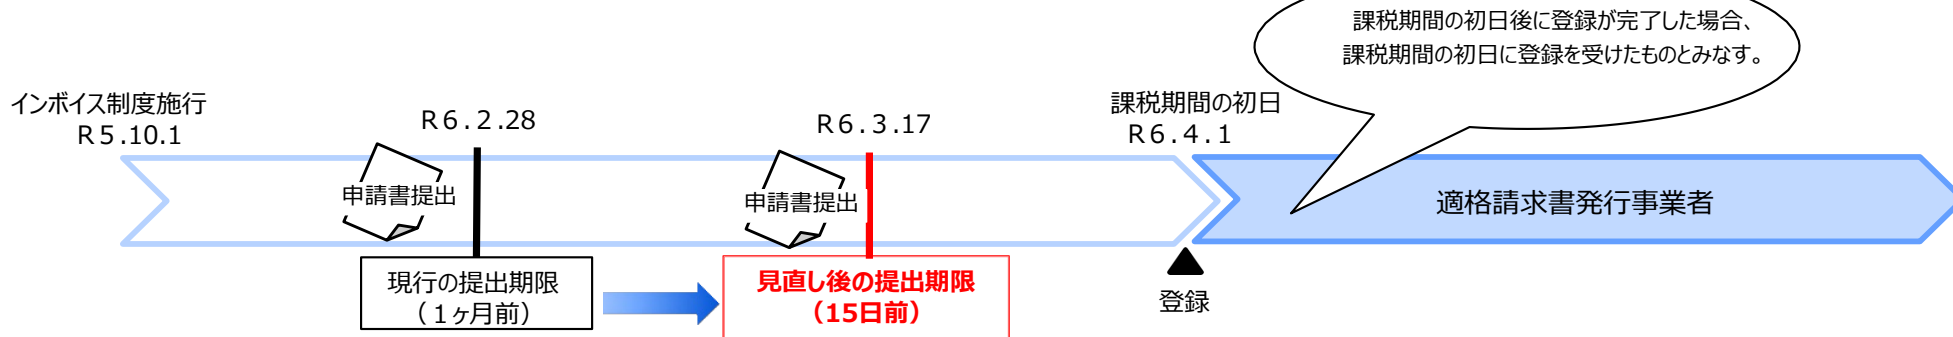 課税期間の初日後に登録が完了した場合、
課税期間の初日に登録を受けたものとみなす。
インボイス制度施行
R5.10.1
R6.2.28
R6.3.17
課税期間の初日
R6.4.1
申請書提出
申請書提出
適格請求書発行事業者
現行の提出期限
（1ヶ月前）
見直し後の提出期限
（15日前）
登録